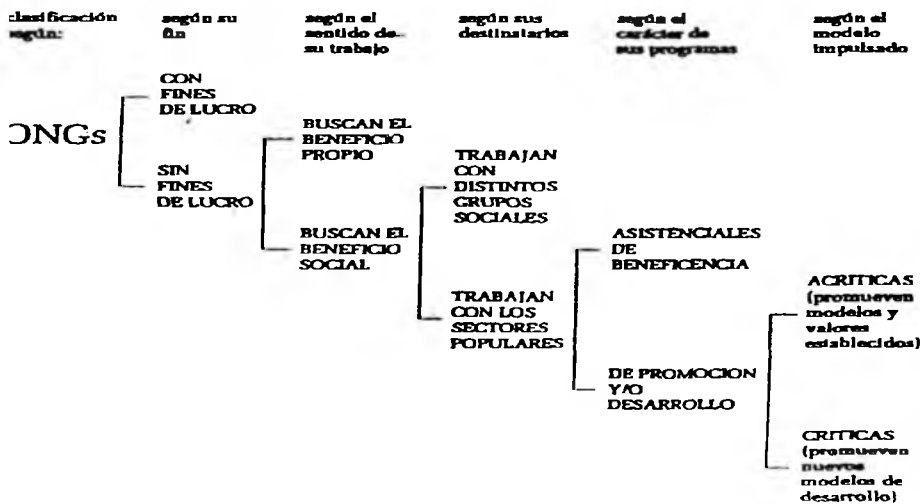 clasificación
según:
según su
fin
según el
sentido de
su trabajo
según sus
destinatarios
según el
carácter de
sus programas
según el
modelo
impulsado
ONGs
CON
FINES
DE LUCRO
SIN
FINES
DE LUCRO
BUSCAN EL
BENEFICIO
PROPIO
BUSCAN EL
BENEFICIO
SOCIAL
TRABAJAN
CON
DISTINTOS
GRUPOS
SOCIALES
TRABAJAN
CON LOS
SECTORES
POPULARES
ASISTENCIALES
DE
BENEFICENCIA
DE PROMOCION
Y/O
DESARROLLO
ACRITICAS
(promueven
modelos y
valores
establecidos)
CRITICAS
(promueven
nuevos
modelos de
desarrollo)